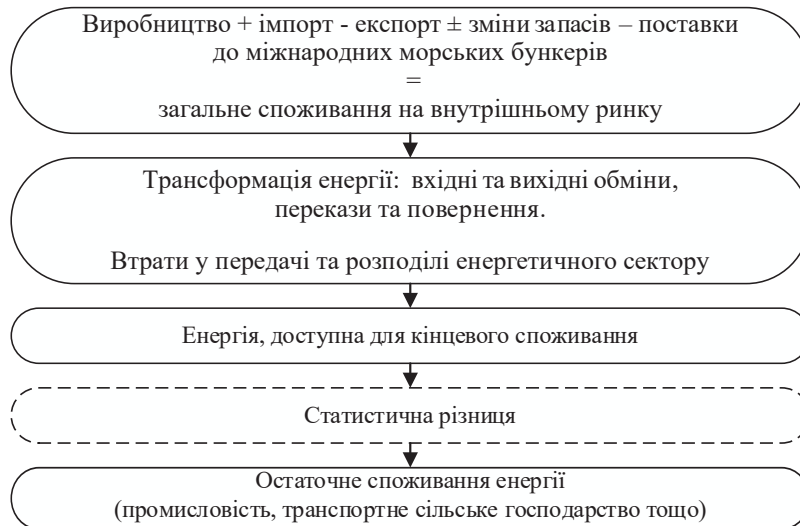 Виробництво + імпорт - експорт ± зміни запасів – поставки
до міжнародних морських бункерів
=
загальне споживання на внутрішньому ринку
Трансформація енергії: вхідні та вихідні обміни,
перекази та повернення.
Втрати у передачі та розподілі енергетичного сектору
Енергія, доступна для кінцевого споживання
Статистична різниця
Остаточне споживання енергії
(промисловість, транспортне сільське господарство тощо)